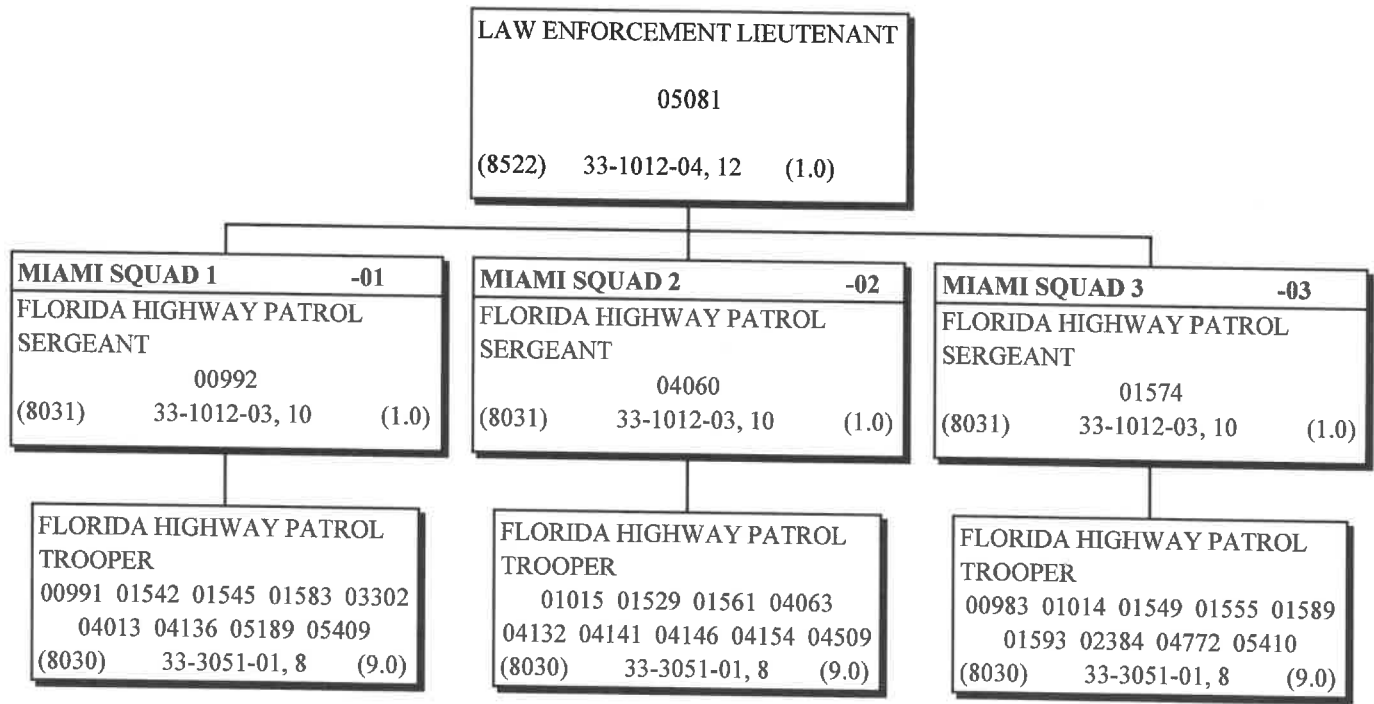 LAW ENFORCEMENT LIEUTENANT
05081
(8522) 33-1012-04, 12 (1.0)
MIAMI SQUAD 1 -01
FLORIDA HIGHWAY PATROL
SERGEANT
00992
(8031) 33-1012-03, 10 (1.0)
MIAMI SQUAD 2 -02
FLORIDA HIGHWAY PATROL
SERGEANT
04060
(8031) 33-1012-03, 10 (1.0)
MIAMI SQUAD 3 -03
FLORIDA HIGHWAY PATROL
SERGEANT
01574
(8031) 33-1012-03, 10 (1.0)
FLORIDA HIGHWAY PATROL
TROOPER
00991 01542 01545 01583 03302
04013 04136 05189 05409
(8030) 33-3051-01, 8 (9.0)
FLORIDA HIGHWAY PATROL
TROOPER
01015 01529 01561 04063
04132 04141 04146 04154 04509
(8030) 33-3051-01, 8 (9.0)
FLORIDA HIGHWAY PATROL
TROOPER
00983 01014 01549 01555 01589
01593 02384 04772 05410
(8030) 33-3051-01, 8 (9.0)